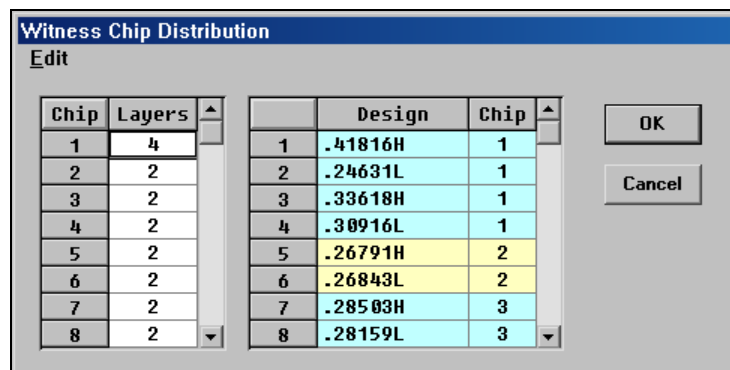 Witness Chip Distribution
Edit
Chip Layers
1 4
2 2
3 2
4 2
5 2
6 2
7 2
8 2
Design Chip
1 .41816H 1
2 .24631L 1
3 .33618H 1
4 .30916L 1
5 .26791H 2
6 .26843L 2
7 .28503H 3
8 .28159L 3
OK
Cancel